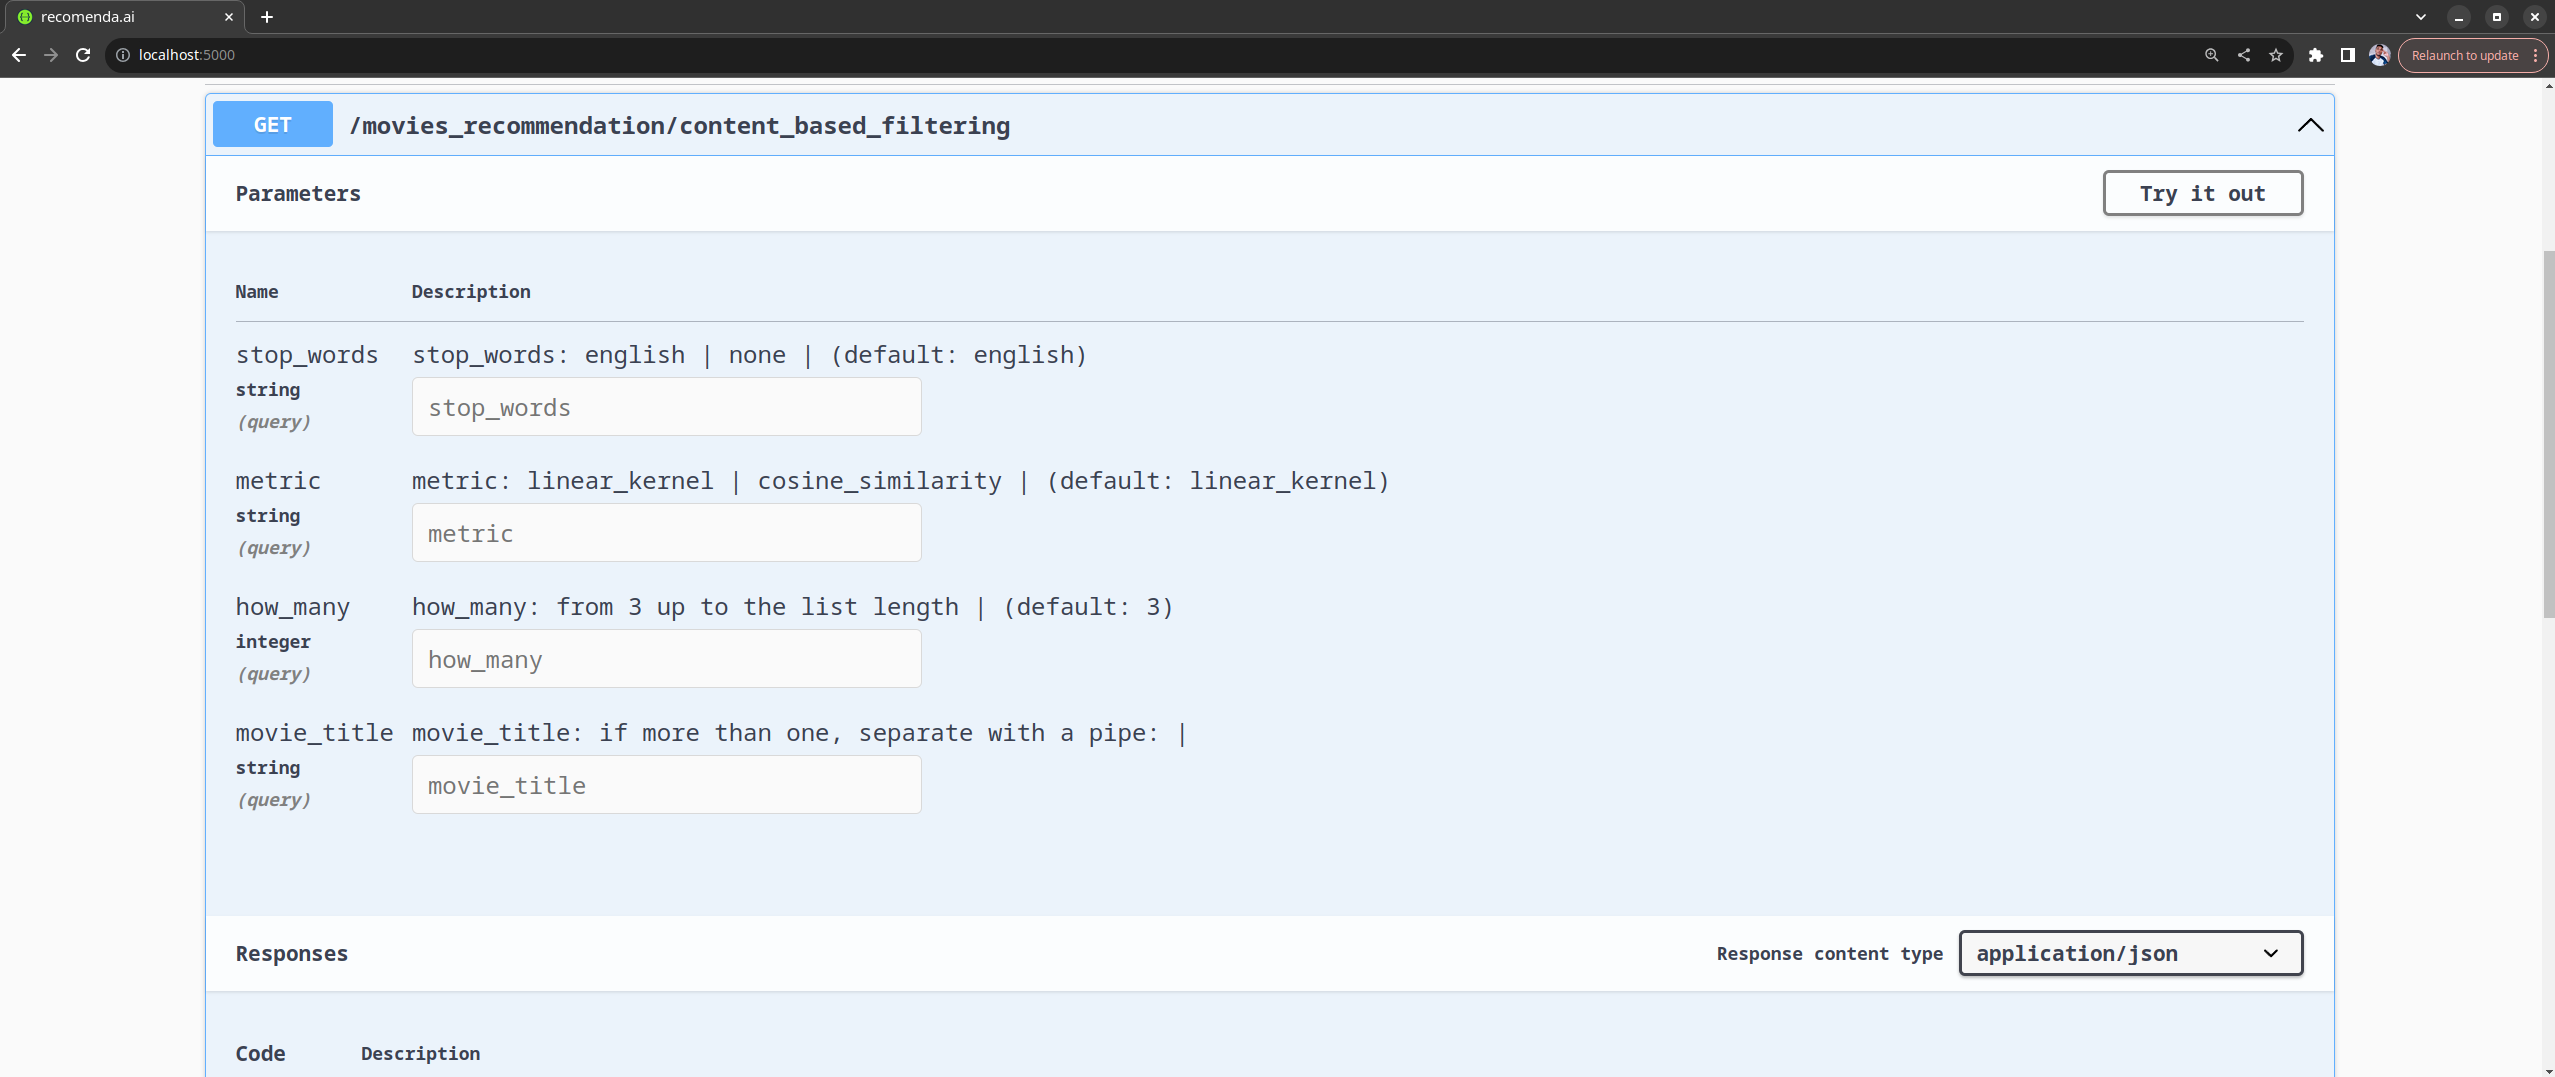 recomenda.ai
localhost:5000
Relaunch to update
GET /movies_recommendation/content_based_filtering
Parameters
Try it out
Name Description
stop_words stop_words: english | none | (default: english)
string
stop_words
(query)
metric metric: linear_kernel | cosine_similarity | (default: linear_kernel)
string
metric
(query)
how_many how_many: from 3 up to the list length | (default: 3)
integer
how_many
(query)
movie_title movie_title: if more than one, separate with a pipe: |
string
movie_title
(query)
Responses
Response content type application/json
Code Description